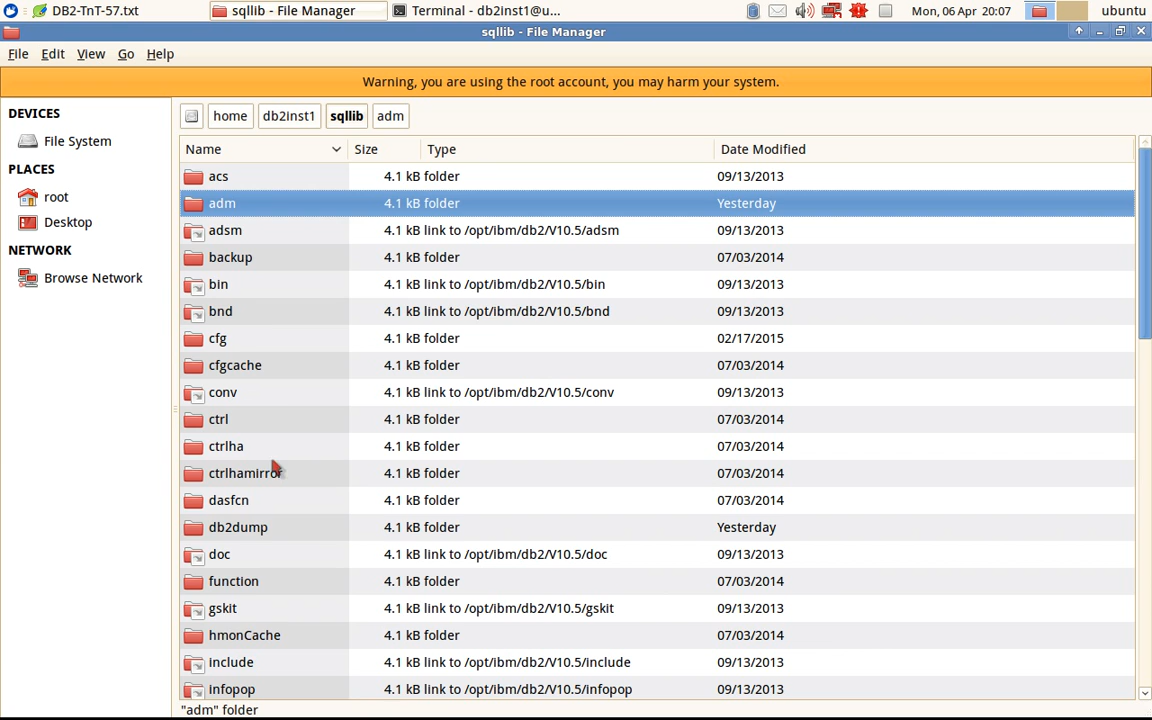 DB2-TnT-57.txt sqllib - File Manager Terminal - db2inst1@u... Mon, 06 Apr 20:07 ubuntu
sqllib - File Manager
File Edit View Go Help
Warning, you are using the root account, you may harm your system.
DEVICES
File System
PLACES
root
Desktop
NETWORK
Browse Network
home db2inst1 sqllib adm
Name Size Type Date Modified
acs 4.1 kB folder 09/13/2013
adm 4.1 kB folder Yesterday
adsm 4.1 kB link to /opt/ibm/db2/V10.5/adsm 09/13/2013
backup 4.1 kB folder 07/03/2014
bin 4.1 kB link to /opt/ibm/db2/V10.5/bin 09/13/2013
bnd 4.1 kB link to /opt/ibm/db2/V10.5/bnd 09/13/2013
cfg 4.1 kB folder 02/17/2015
cfgcache 4.1 kB folder 07/03/2014
conv 4.1 kB link to /opt/ibm/db2/V10.5/conv 09/13/2013
ctrl 4.1 kB folder 07/03/2014
ctrlha 4.1 kB folder 07/03/2014
ctrlhamirror 4.1 kB folder 07/03/2014
dasfcn 4.1 kB folder 07/03/2014
db2dump 4.1 kB folder Yesterday
doc 4.1 kB link to /opt/ibm/db2/V10.5/doc 09/13/2013
function 4.1 kB folder 07/03/2014
gskit 4.1 kB link to /opt/ibm/db2/V10.5/gskit 09/13/2013
hmonCache 4.1 kB folder 07/03/2014
include 4.1 kB link to /opt/ibm/db2/V10.5/include 09/13/2013
infopop 4.1 kB link to /opt/ibm/db2/V10.5/infopop 09/13/2013
"adm" folder